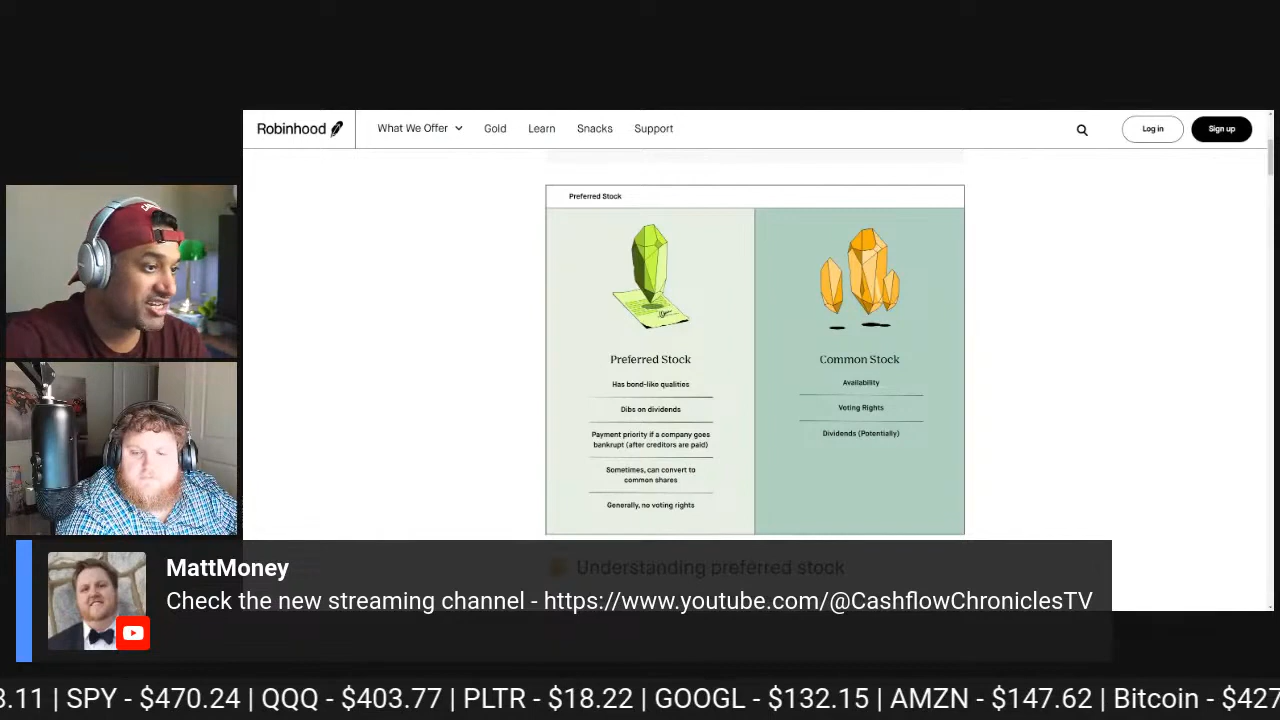 Robinhood
What We Offer
Gold
Learn
Snacks
Support
Log in
Sign up
Preferred Stock
Preferred Stock
Has bond-like qualities
Dibs on dividends
Payment priority if a company goes
bankrupt (after creditors are paid)
Sometimes, can convert to
common shares
Generally, no voting rights
Common Stock
Availability
Voting Rights
Dividends (Potentially)
Understanding preferred stock
MattMoney
Check the new streaming channel - https://www.youtube.com/@CashflowChroniclesTV
3.11 | SPY - $470.24 | QQQ - $403.77 | PLTR - $18.22 | GOOGL - $132.15 | AMZN - $147.62 | Bitcoin - $427